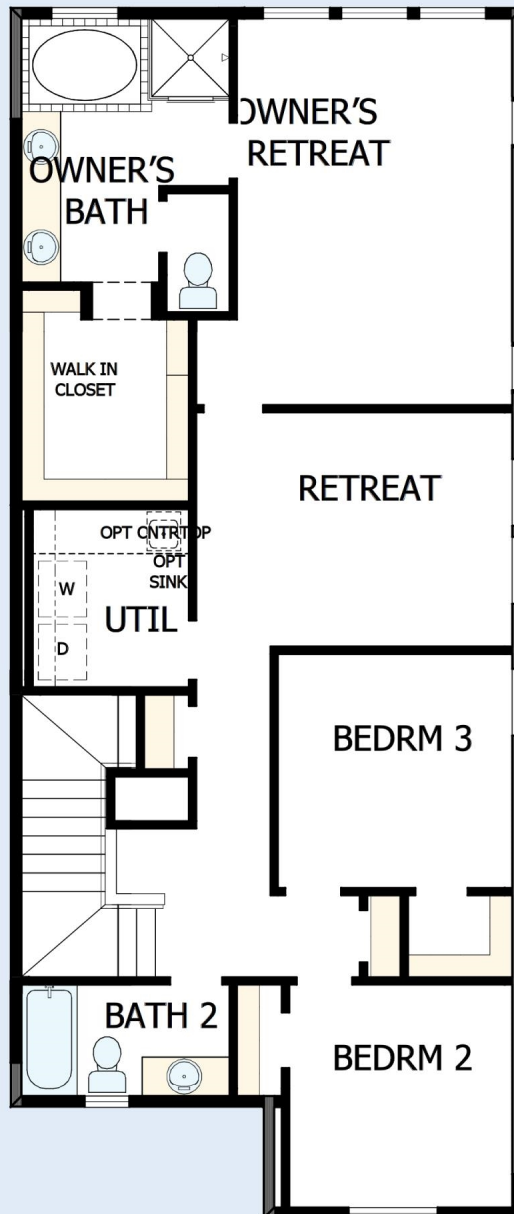 OWNER'S
RETREAT
OWNER'S
BATH
WALK IN
CLOSET
RETREAT
OPT CNTRTOP
OPT
SINK
W
UTIL
D
BEDRM 3
BATH 2
BEDRM 2